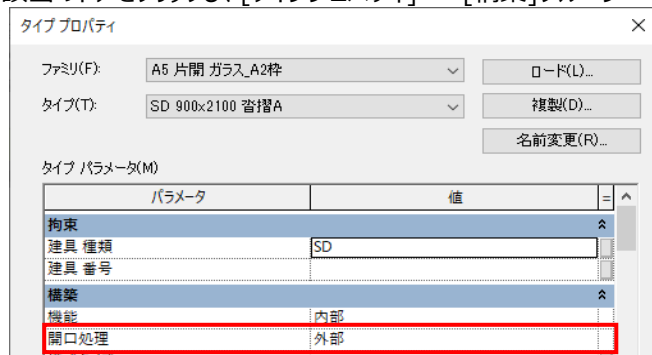 タイプ プロパティ
ファミリ(F): A5 片開 ガラス_A2枠 ロード(L)...
タイプ(T): SD 900x2100 沓摺A 複製(D)...
名前変更(R)...
タイプ パラメータ(M)
パラメータ 値 =
拘束
建具 種類 SD
建具 番号
構築
機能 内部
開口処理 外部